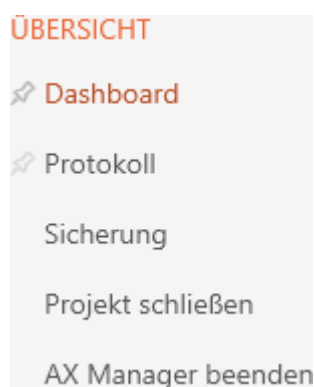 ÜBERSICHT
Dashboard
Protokoll
Sicherung
Projekt schließen
AX Manager beenden